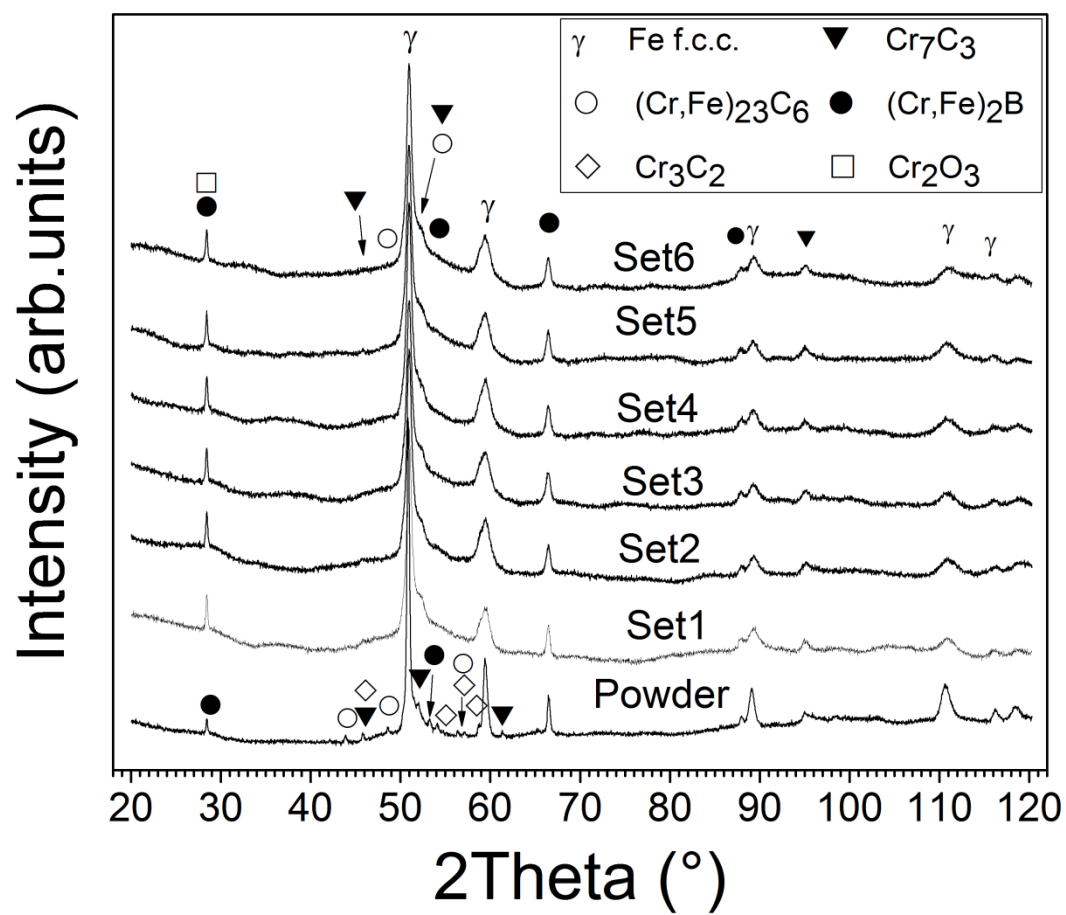 γ Fe f.c.c. ▼ Cr7C3
○ (Cr,Fe)23C6 ● (Cr,Fe)2B
◇ Cr3C2 □ Cr2O3
γ
γ
γ
γ
γ
Set6
Set5
Set4
Set3
Set2
Set1
Powder
Intensity (arb.units)
20 30 40 50 60 70 80 90 100 110 120
2Theta (°)